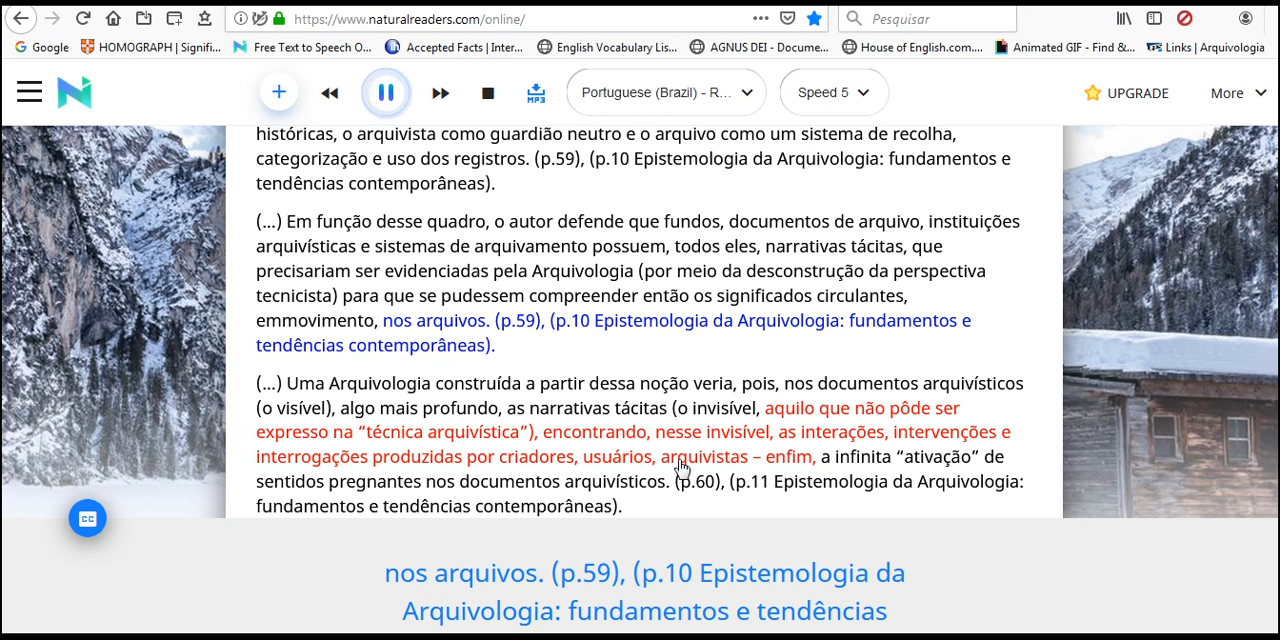 https://www.naturalreaders.com/online/
Pesquisar
Google
HOMOGRAPH | Signifi...
Free Text to Speech O...
Accepted Facts | Inter...
English Vocabulary Lis...
AGNUS DEI - Docume...
House of English.com....
Animated GIF - Find &...
Links | Arquivologia
MP3
Portuguese (Brazil) - R...
Speed 5
UPGRADE
More
históricas, o arquivista como guardião neutro e o arquivo como um sistema de recolha,
categorização e uso dos registros. (p.59), (p.10 Epistemologia da Arquivologia: fundamentos e
tendências contemporâneas).
(...) Em função desse quadro, o autor defende que fundos, documentos de arquivo, instituições
arquivísticas e sistemas de arquivamento possuem, todos eles, narrativas tácitas, que
precisariam ser evidenciadas pela Arquivologia (por meio da desconstrução da perspectiva
tecnicista) para que se pudessem compreender então os significados circulantes,
emmovimento, nos arquivos. (p.59), (p.10 Epistemologia da Arquivologia: fundamentos e
tendências contemporâneas).
(...) Uma Arquivologia construída a partir dessa noção veria, pois, nos documentos arquivísticos
(o visível), algo mais profundo, as narrativas tácitas (o invisível, aquilo que não pôde ser
expresso na “técnica arquivística”), encontrando, nesse invisível, as interações, intervenções e
interrogações produzidas por criadores, usuários, arquivistas – enfim, a infinita “ativação” de
sentidos pregnantes nos documentos arquivísticos. (p.60), (p.11 Epistemologia da Arquivologia:
fundamentos e tendências contemporâneas).
CC
nos arquivos. (p.59), (p.10 Epistemologia da
Arquivologia: fundamentos e tendências